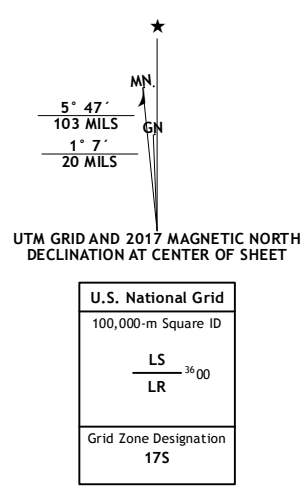 ★
MN.
5° 47´
103 MILS
GN
1° 7´
20 MILS
UTM GRID AND 2017 MAGNETIC NORTH
DECLINATION AT CENTER OF SHEET
U.S. National Grid
100,000-m Square ID
LS
3600
LR
Grid Zone Designation
17S